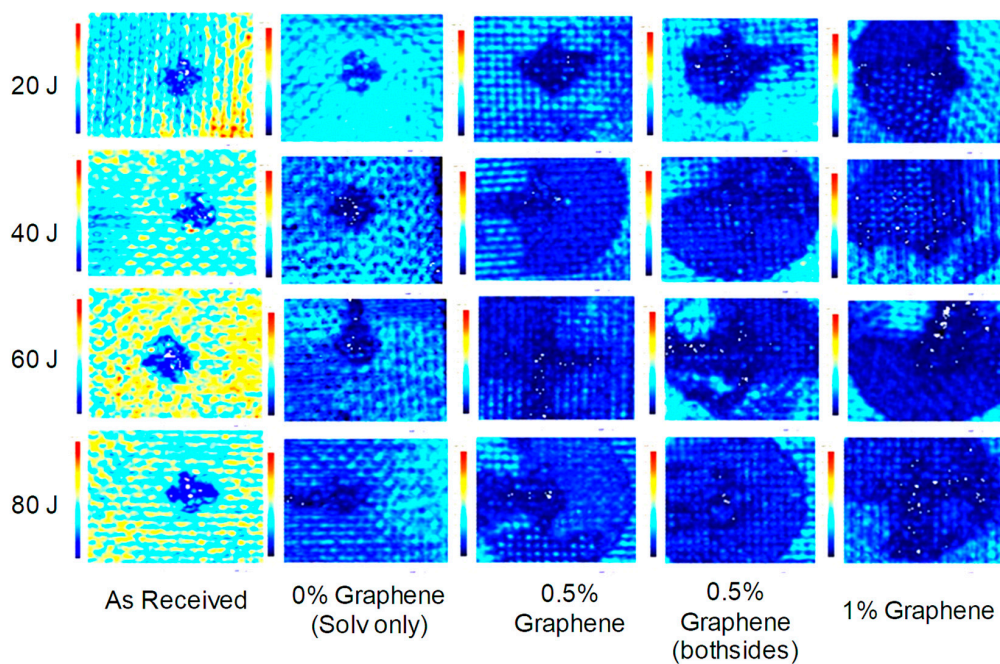 20 J
40 J
60 J
80 J
As Received
0% Graphene
(Solv only)
0.5%
Graphene
0.5%
Graphene
(bothsides)
1% Graphene